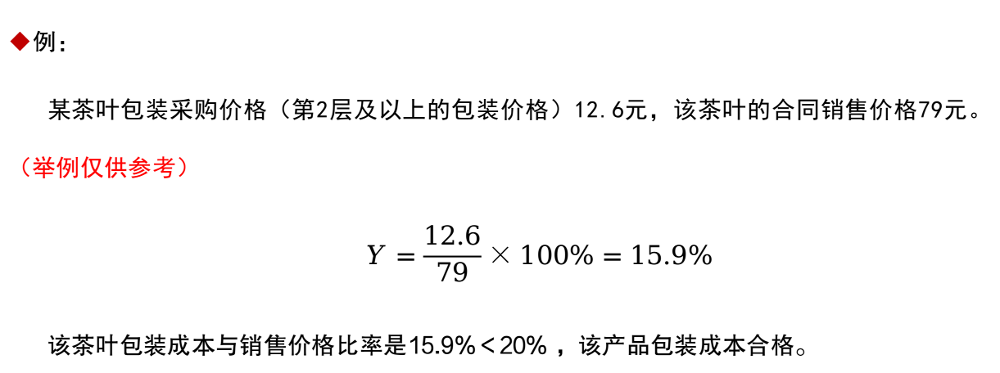 ◆例：
某茶叶包装采购价格（第2层及以上的包装价格）12.6元，该茶叶的合同销售价格79元。
（举例仅供参考）
Y = 12.6/79 × 100% = 15.9%
该茶叶包装成本与销售价格比率是15.9%＜20% ，该产品包装成本合格。